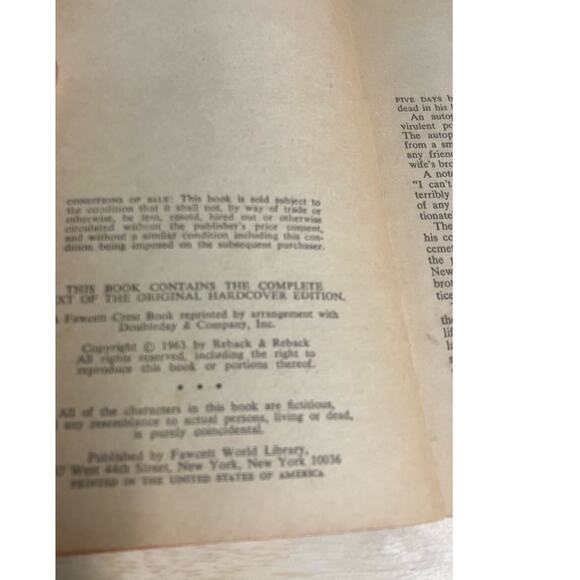 CONDITIONS OF SALE: This book is sold subject to
the condition that it shall not, by way of trade or
otherwise, be lent, resold, hired out or otherwise
circulated without the publisher's prior consent,
and without a similar condition including this con-
dition being imposed on the subsequent purchaser.
THIS BOOK CONTAINS THE COMPLETE
XT OF THE ORIGINAL HARDCOVER EDITION.
Fawcett Crest Book reprinted by arrangement with
Doubleday & Company, Inc.
Copyright © 1963 by Reback & Reback
All rights reserved, including the right to
reproduce this book or portions thereof.
* * *
All of the characters in this book are fictitious,
any resemblance to actual persons, living or dead,
is purely coincidental.
Published by Fawcett World Library,
7 West 44th Street, New York, New York 10036
PRINTED IN THE UNITED STATES OF AMERICA
FIVE DAYS b
dead in his
An autop
virulent po
The autop
from a sm
any friend
wife's bro
A note
"I can't
terribly
of any
tionate
The
his co
cemet
the p
New
brot
tice
the
lif
la